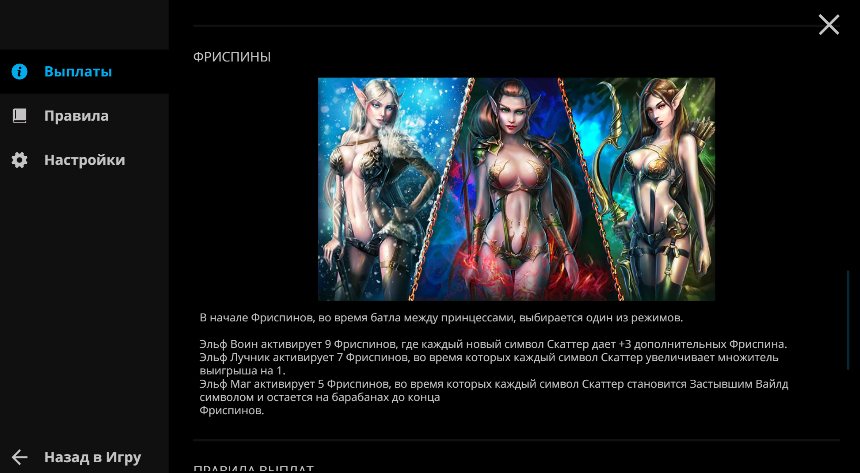 ФРИСПИНЫ
Выплаты
Правила
Настройки
В начале Фриспинов, во время батла между принцессами, выбирается один из режимов.
Эльф Воин активирует 9 Фриспинов, где каждый новый символ Скаттер дает +3 дополнительных Фриспина.
Эльф Лучник активирует 7 Фриспинов, во время которых каждый символ Скаттер увеличивает множитель
выигрыша на 1.
Эльф Маг активирует 5 Фриспинов, во время которых каждый символ Скаттер становится Застывшим Вайлд
символом и остается на барабанах до конца
Фриспинов.
Назад в Игру
ПРАВИЛА ВЫПЛАТ